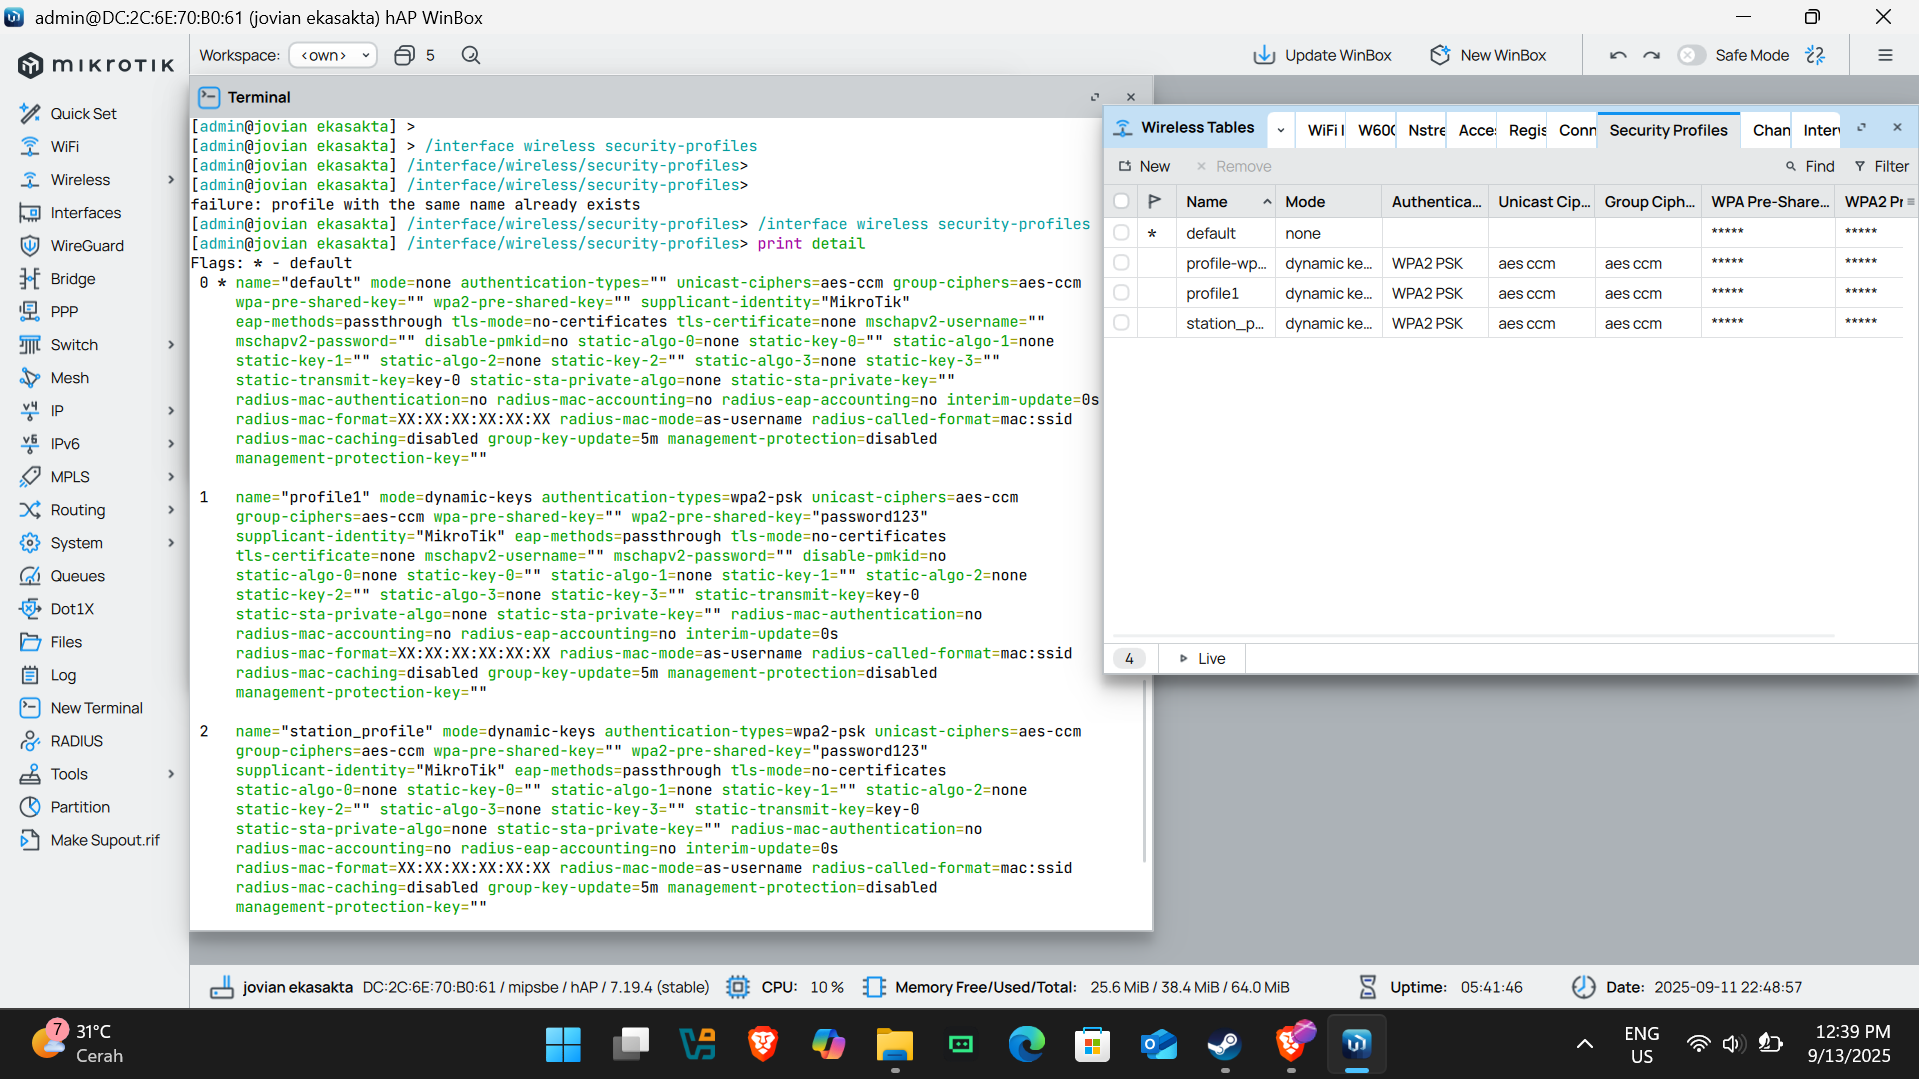 admin@DC:2C:6E:70:B0:61 (jovian ekasakta) hAP WinBox
MIKROTIK
Workspace: <own> 5
Update WinBox New WinBox Safe Mode
Quick Set
WiFi
Wireless
Interfaces
WireGuard
Bridge
PPP
Switch
Mesh
IP
IPv6
MPLS
Routing
System
Queues
Dot1X
Files
Log
New Terminal
RADIUS
Tools
Partition
Make Supout.rif
Terminal
[admin@jovian ekasakta] >
[admin@jovian ekasakta] > /interface wireless security-profiles
[admin@jovian ekasakta] /interface/wireless/security-profiles>
[admin@jovian ekasakta] /interface/wireless/security-profiles>
failure: profile with the same name already exists
[admin@jovian ekasakta] /interface/wireless/security-profiles> /interface wireless security-profiles
[admin@jovian ekasakta] /interface/wireless/security-profiles> print detail
Flags: * - default
0 * name="default" mode=none authentication-types="" unicast-ciphers=aes-ccm group-ciphers=aes-ccm
wpa-pre-shared-key="" wpa2-pre-shared-key="" supplicant-identity="MikroTik"
eap-methods=passthrough tls-mode=no-certificates tls-certificate=none mschapv2-username=""
mschapv2-password="" disable-pmkid=no static-algo-0=none static-key-0="" static-algo-1=none
static-key-1="" static-algo-2=none static-key-2="" static-algo-3=none static-key-3=""
static-transmit-key=key-0 static-sta-private-algo=none static-sta-private-key=""
radius-mac-authentication=no radius-mac-accounting=no radius-eap-accounting=no interim-update=0s
radius-mac-format=XX:XX:XX:XX:XX:XX radius-mac-mode=as-username radius-called-format=mac:ssid
radius-mac-caching=disabled group-key-update=5m management-protection=disabled
management-protection-key=""
1 name="profile1" mode=dynamic-keys authentication-types=wpa2-psk unicast-ciphers=aes-ccm
group-ciphers=aes-ccm wpa-pre-shared-key="" wpa2-pre-shared-key="password123"
supplicant-identity="MikroTik" eap-methods=passthrough tls-mode=no-certificates
tls-certificate=none mschapv2-username="" mschapv2-password="" disable-pmkid=no
static-algo-0=none static-key-0="" static-algo-1=none static-key-1="" static-algo-2=none
static-key-2="" static-algo-3=none static-key-3="" static-transmit-key=key-0
static-sta-private-algo=none static-sta-private-key="" radius-mac-authentication=no
radius-mac-accounting=no radius-eap-accounting=no interim-update=0s
radius-mac-format=XX:XX:XX:XX:XX:XX radius-mac-mode=as-username radius-called-format=mac:ssid
radius-mac-caching=disabled group-key-update=5m management-protection=disabled
management-protection-key=""
2 name="station_profile" mode=dynamic-keys authentication-types=wpa2-psk unicast-ciphers=aes-ccm
group-ciphers=aes-ccm wpa-pre-shared-key="" wpa2-pre-shared-key="password123"
supplicant-identity="MikroTik" eap-methods=passthrough tls-mode=no-certificates
static-algo-0=none static-key-0="" static-algo-1=none static-key-1="" static-algo-2=none
static-key-2="" static-algo-3=none static-key-3="" static-transmit-key=key-0
static-sta-private-algo=none static-sta-private-key="" radius-mac-authentication=no
radius-mac-accounting=no radius-eap-accounting=no interim-update=0s
radius-mac-format=XX:XX:XX:XX:XX:XX radius-mac-mode=as-username radius-called-format=mac:ssid
radius-mac-caching=disabled group-key-update=5m management-protection=disabled
management-protection-key=""
Wireless Tables WiFi I W60G Nstre Acces Regis Conn Security Profiles Chan Inter
New Remove Find Filter
Name Mode Authentica... Unicast Cip... Group Ciph... WPA Pre-Share... WPA2 Pr
* default none ***** *****
profile-wp... dynamic ke... WPA2 PSK aes ccm aes ccm ***** *****
profile1 dynamic ke... WPA2 PSK aes ccm aes ccm ***** *****
station_p... dynamic ke... WPA2 PSK aes ccm aes ccm ***** *****
4 Live
jovian ekasakta DC:2C:6E:70:B0:61 / mipsbe / hAP / 7.19.4 (stable) CPU: 10 % Memory Free/Used/Total: 25.6 MiB / 38.4 MiB / 64.0 MiB Uptime: 05:41:46 Date: 2025-09-11 22:48:57
7
31°C
Cerah
ENG
US
12:39 PM
9/13/2025